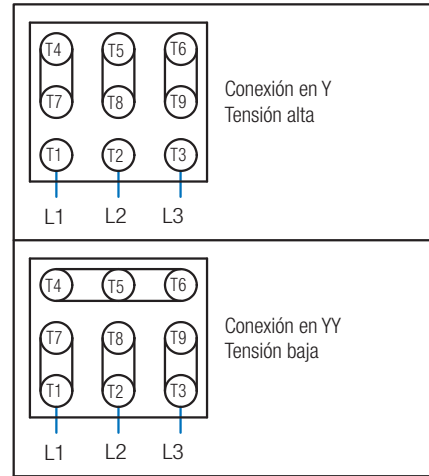 T4 T5 T6
T7 T8 T9
T1 T2 T3
L1 L2 L3
Conexión en Y
Tensión alta
T4 T5 T6
T7 T8 T9
T1 T2 T3
L1 L2 L3
Conexión en YY
Tensión baja